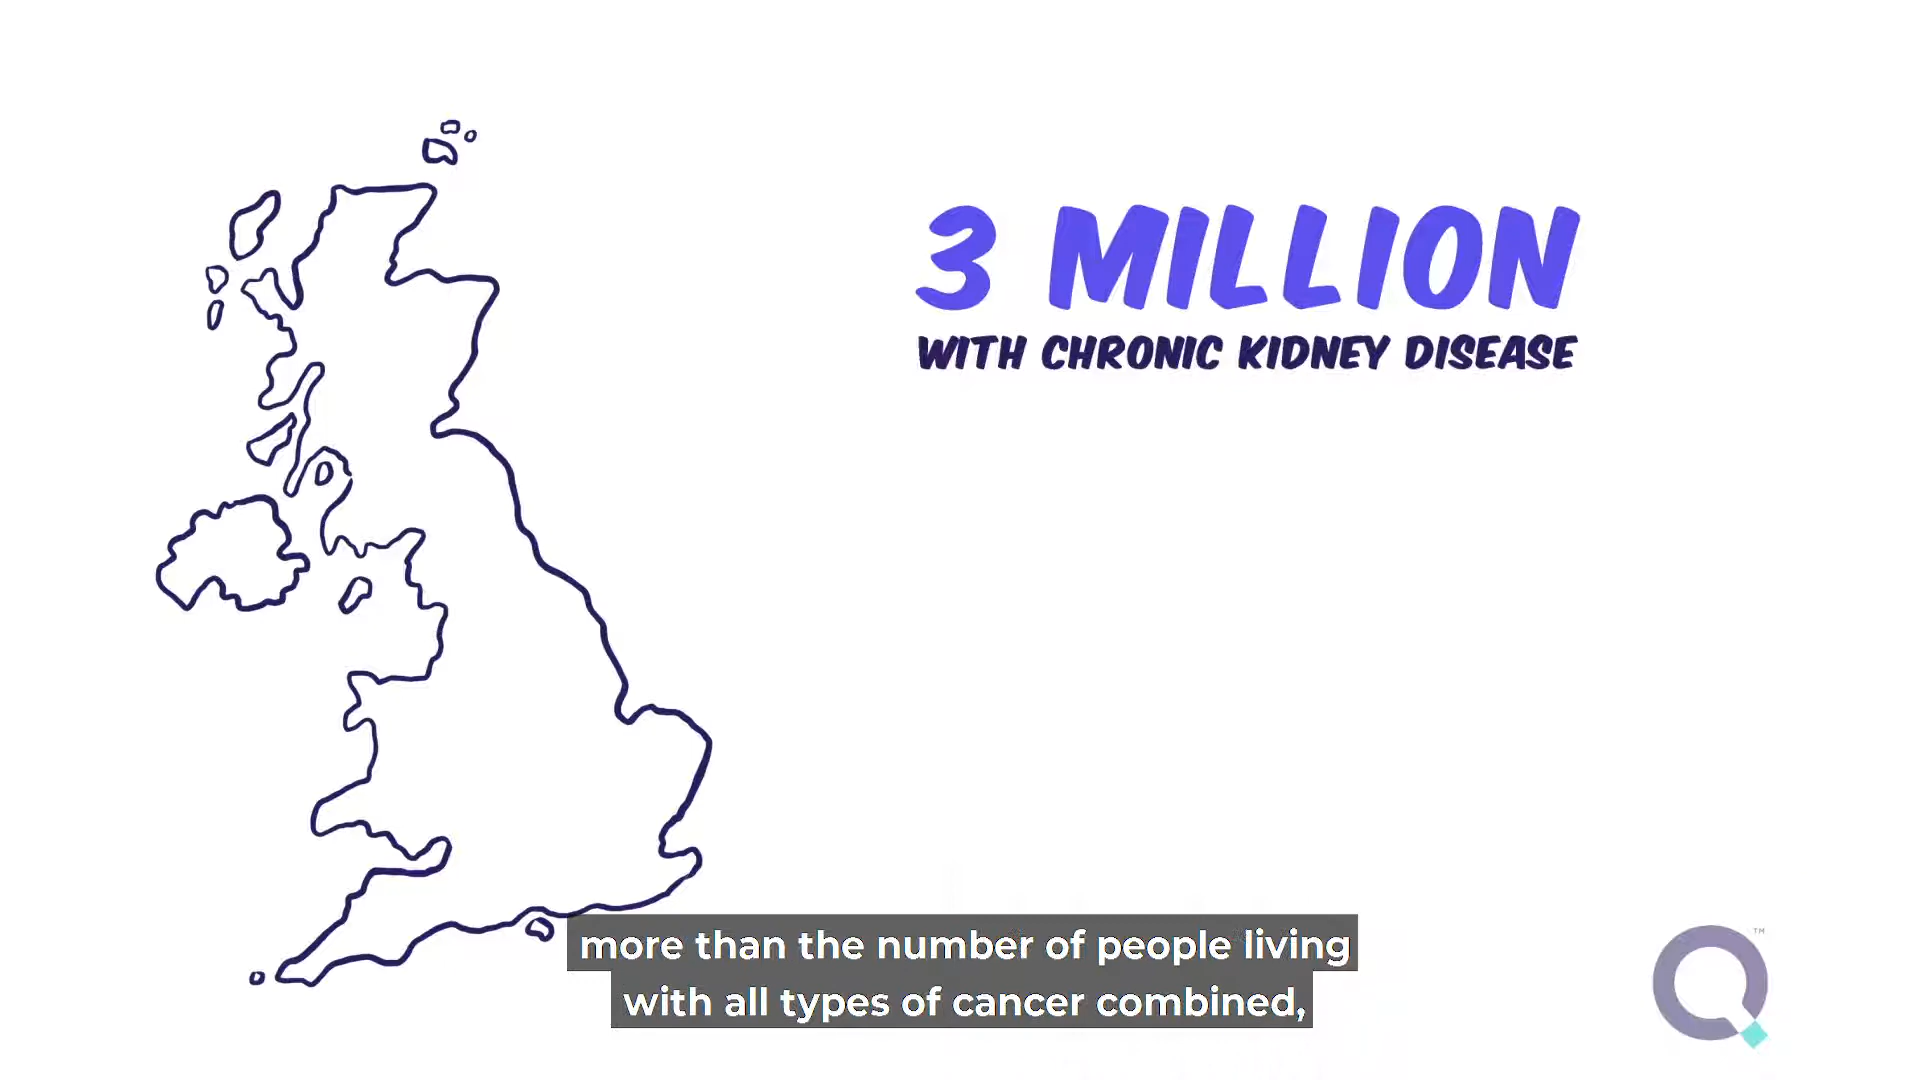 3 MILLION
WITH CHRONIC KIDNEY DISEASE
more than the number of people living
with all types of cancer combined,
Q™